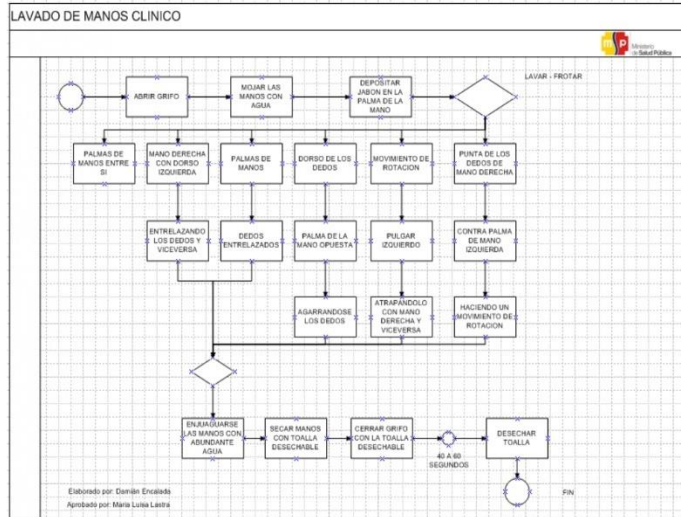 LAVADO DE MANOS CLINICO
m p
Ministerio
de Salud Pública
ABRIR GRIFO
MOJAR LAS
MANOS CON
AGUA
DEPOSITAR
JABON EN LA
PALMA DE LA
MANO
LAVAR - FROTAR
PALMAS DE
MANOS ENTRE
SI
MANO DERECHA
CON DORSO
IZQUIERDA
PALMAS DE
MANOS
DORSO DE LOS
DEDOS
MOVIMIENTO DE
ROTACION
PUNTA DE LOS
DEDOS DE
MANO DERECHA
ENTRELAZANDO
LOS DEDOS Y
VICEVERSA
DEDOS
ENTRELAZADOS
PALMA DE LA
MANO OPUESTA
PULGAR
IZQUIERDO
CONTRA PALMA
DE MANO
IZQUIERDA
AGARRANDOSE
LOS DEDOS
ATRAPÁNDOLO
CON MANO
DERECHA Y
VICEVERSA
HACIENDO UN
MOVIMIENTO DE
ROTACION
ENJUAGUARSE
LAS MANOS CON
ABUNDANTE
AGUA
SECAR MANOS
CON TOALLA
DESECHABLE
CERRAR GRIFO
CON LA TOALLA
DESECHABLE
40 A 60
SEGUNDOS
DESECHAR
TOALLA
FIN
Elaborado por: Damián Encalada
Aprobado por: Maria Luisa Lastra